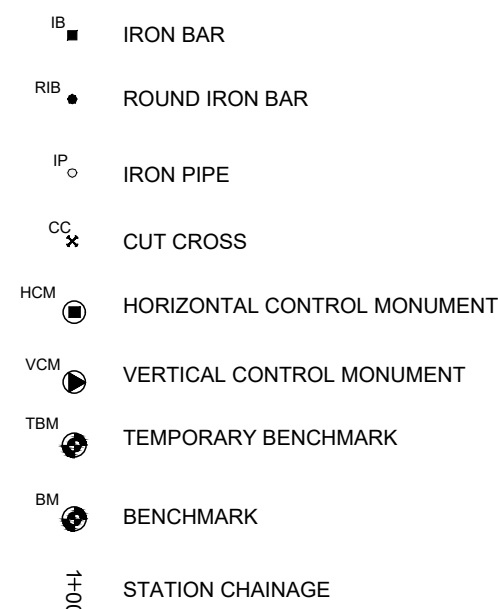 IB IRON BAR
RIB ROUND IRON BAR
IP IRON PIPE
CC CUT CROSS
HCM HORIZONTAL CONTROL MONUMENT
VCM VERTICAL CONTROL MONUMENT
TBM TEMPORARY BENCHMARK
BM BENCHMARK
STATION CHAINAGE